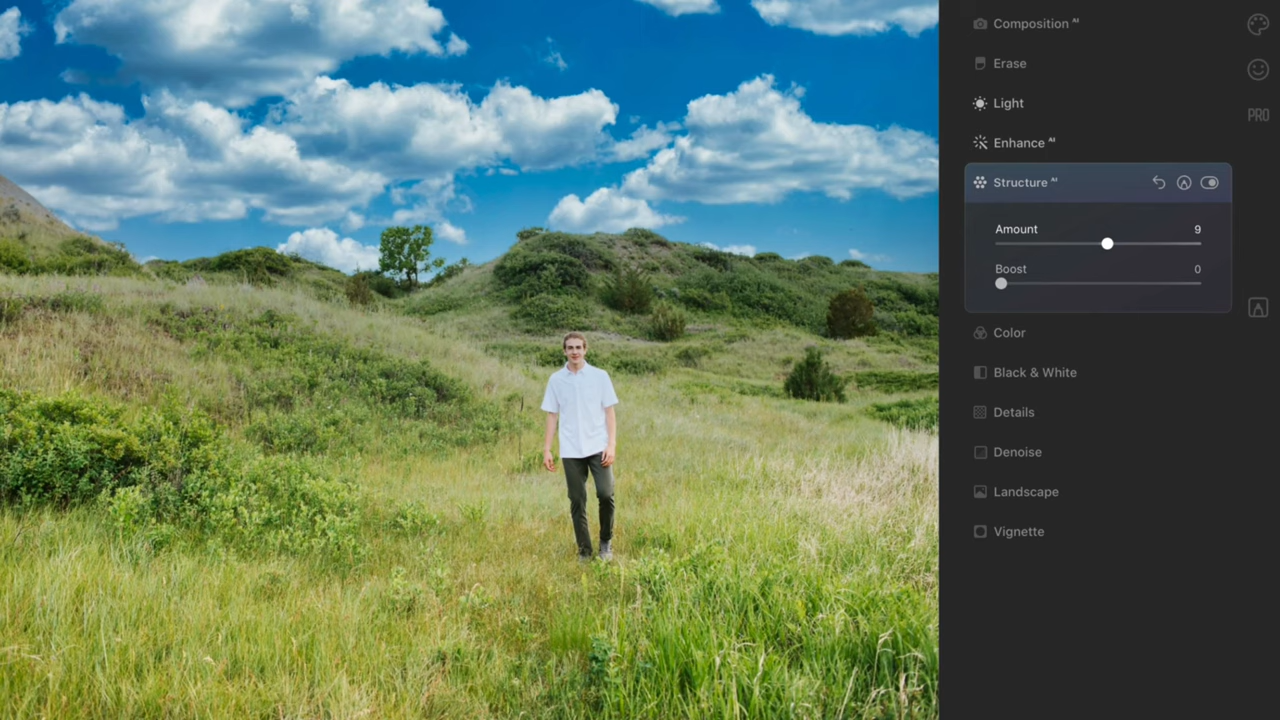 Composition AI
Erase
Light
Enhance AI
Structure AI
Amount 9
Boost 0
Color
Black & White
Details
Denoise
Landscape
Vignette
PRO